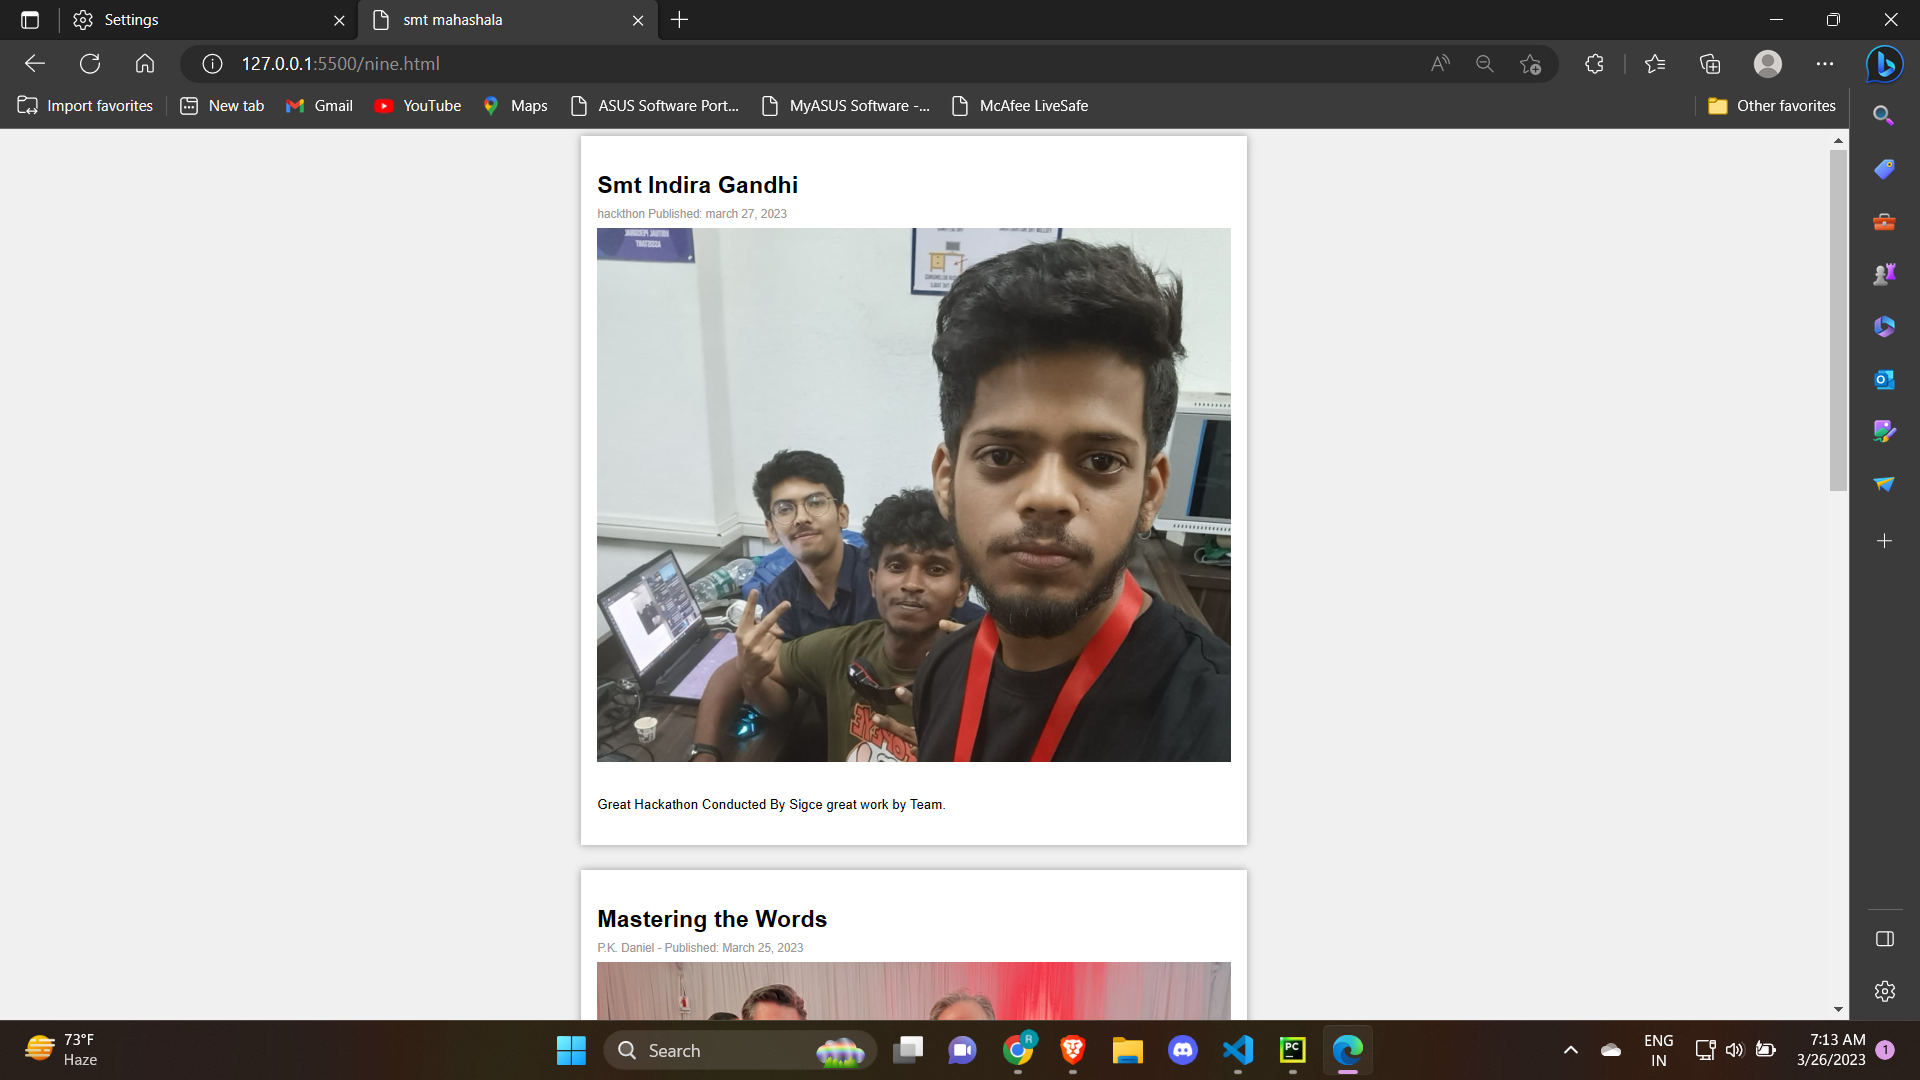 Settings
smt mahashala
127.0.0.1:5500/nine.html
Import favorites
New tab
Gmail
YouTube
Maps
ASUS Software Port...
MyASUS Software -...
McAfee LiveSafe
Other favorites
Smt Indira Gandhi
hackthon Published: march 27, 2023
Great Hackathon Conducted By Sigce great work by Team.
Mastering the Words
P.K. Daniel - Published: March 25, 2023
73°F
Haze
Search
R
PC
ENG
IN
7:13 AM
3/26/2023
1